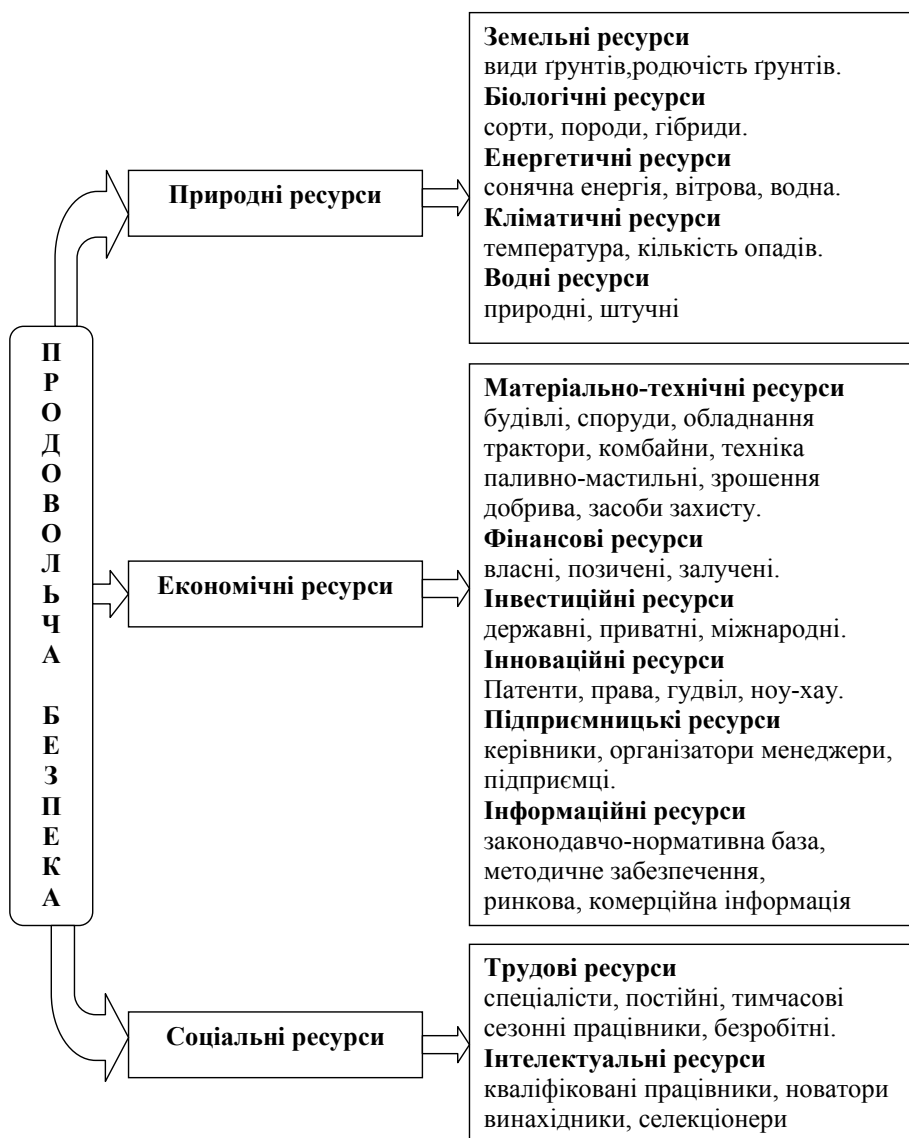 ПРОДОВОЛЬЧА БЕЗПЕКА
Природні ресурси
Земельні ресурси
види ґрунтів,родючість ґрунтів.
Біологічні ресурси
сорти, породи, гібриди.
Енергетичні ресурси
сонячна енергія, вітрова, водна.
Кліматичні ресурси
температура, кількість опадів.
Водні ресурси
природні, штучні
Економічні ресурси
Матеріально-технічні ресурси
будівлі, споруди, обладнання
трактори, комбайни, техніка
паливно-мастильні, зрошення
добрива, засоби захисту.
Фінансові ресурси
власні, позичені, залучені.
Інвестиційні ресурси
державні, приватні, міжнародні.
Інноваційні ресурси
Патенти, права, гудвіл, ноу-хау.
Підприємницькі ресурси
керівники, організатори менеджери,
підприємці.
Інформаційні ресурси
законодавчо-нормативна база,
методичне забезпечення,
ринкова, комерційна інформація
Соціальні ресурси
Трудові ресурси
спеціалісти, постійні, тимчасові
сезонні працівники, безробітні.
Інтелектуальні ресурси
кваліфіковані працівники, новатори
винахідники, селекціонери